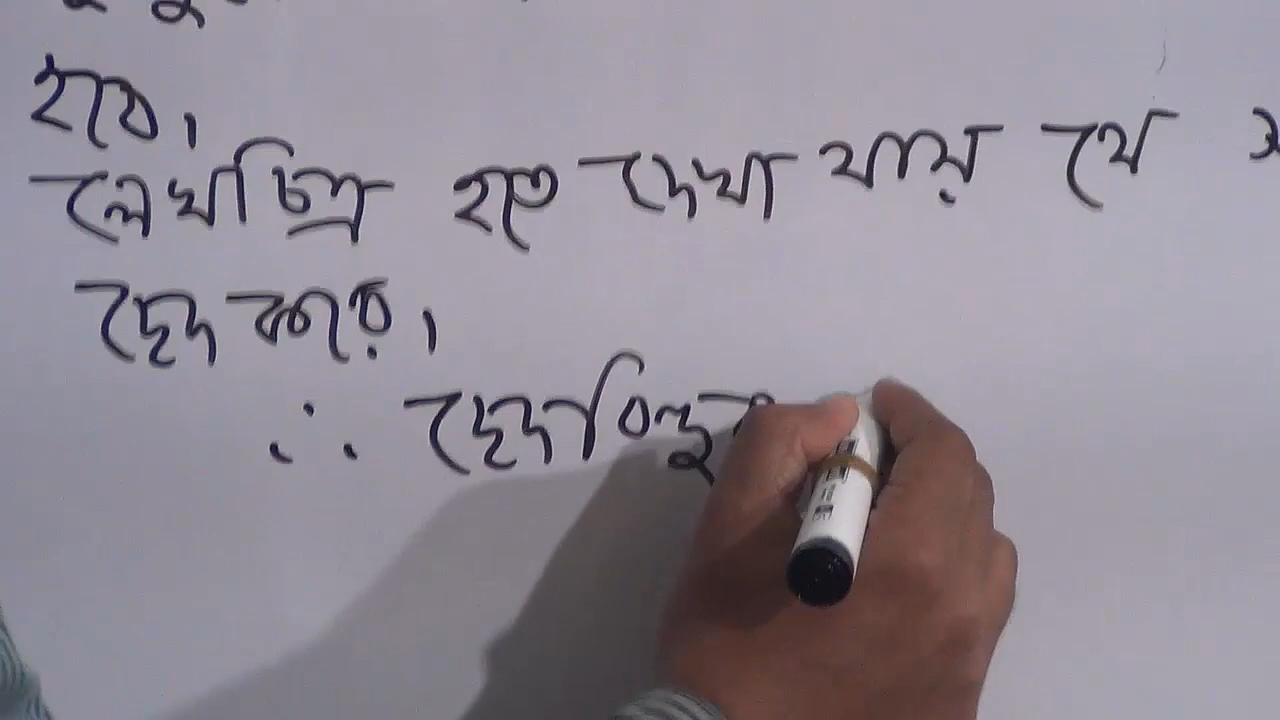 হবে।
লেখচিত্র হতে দেখা যায় যে
ছেদ করে।
∴ ছেদবিন্দুর